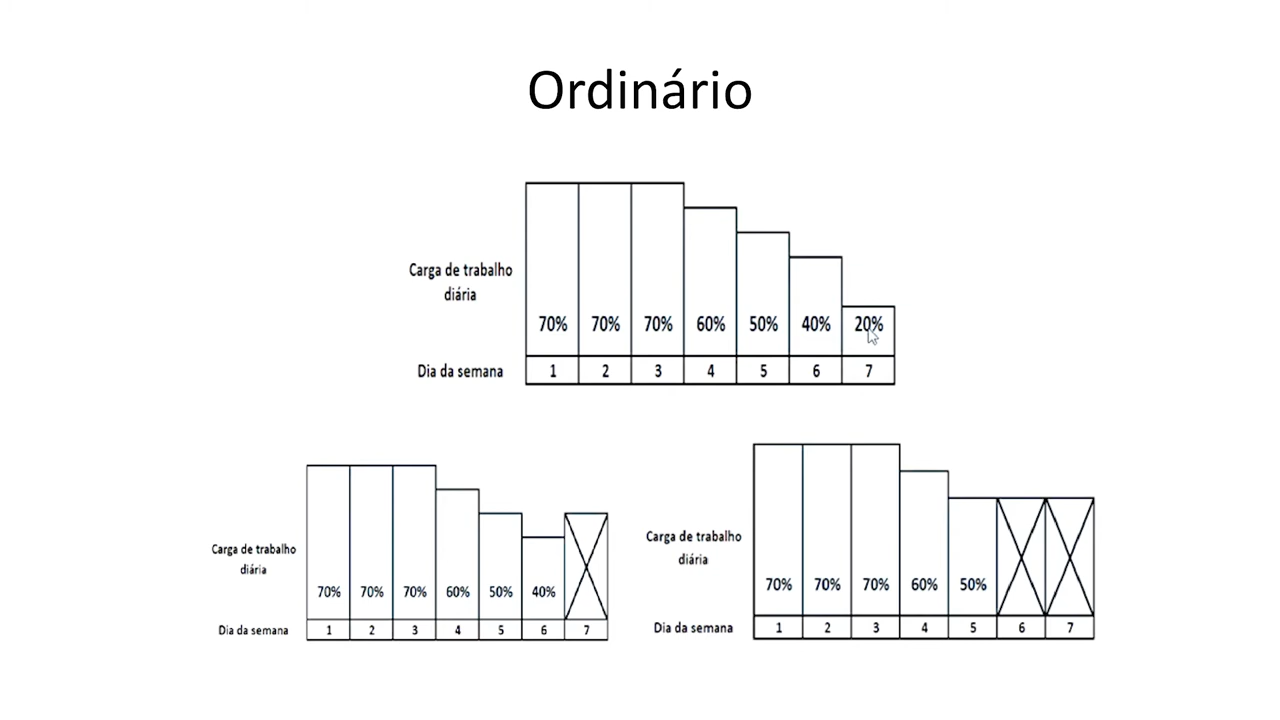 Ordinário
Carga de trabalho
diária
70% 70% 70% 60% 50% 40% 20%
Dia da semana 1 2 3 4 5 6 7
Carga de trabalho
diária
70% 70% 70% 60% 50% 40%
Dia da semana 1 2 3 4 5 6 7
Carga de trabalho
diária
70% 70% 70% 60% 50%
Dia da semana 1 2 3 4 5 6 7